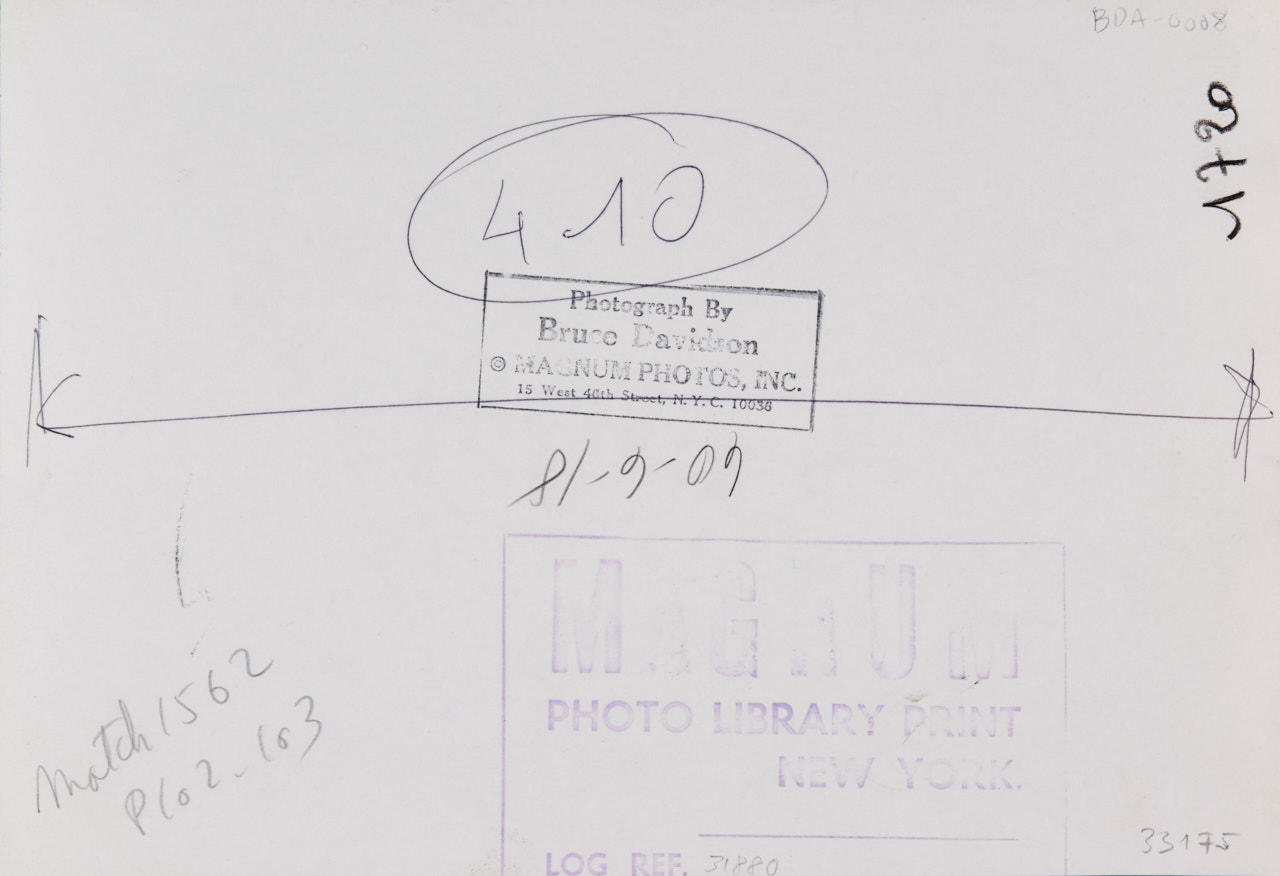 BDA-0008
1720
410
Photograph By
Bruce Davidson
© MAGNUM PHOTOS, INC.
15 West 46th Street, N.Y.C. 10036
81-9-09
MAGNUM
PHOTO LIBRARY PRINT
NEW YORK.
Match 1562
P102-103
33175
LOG REF. 31880